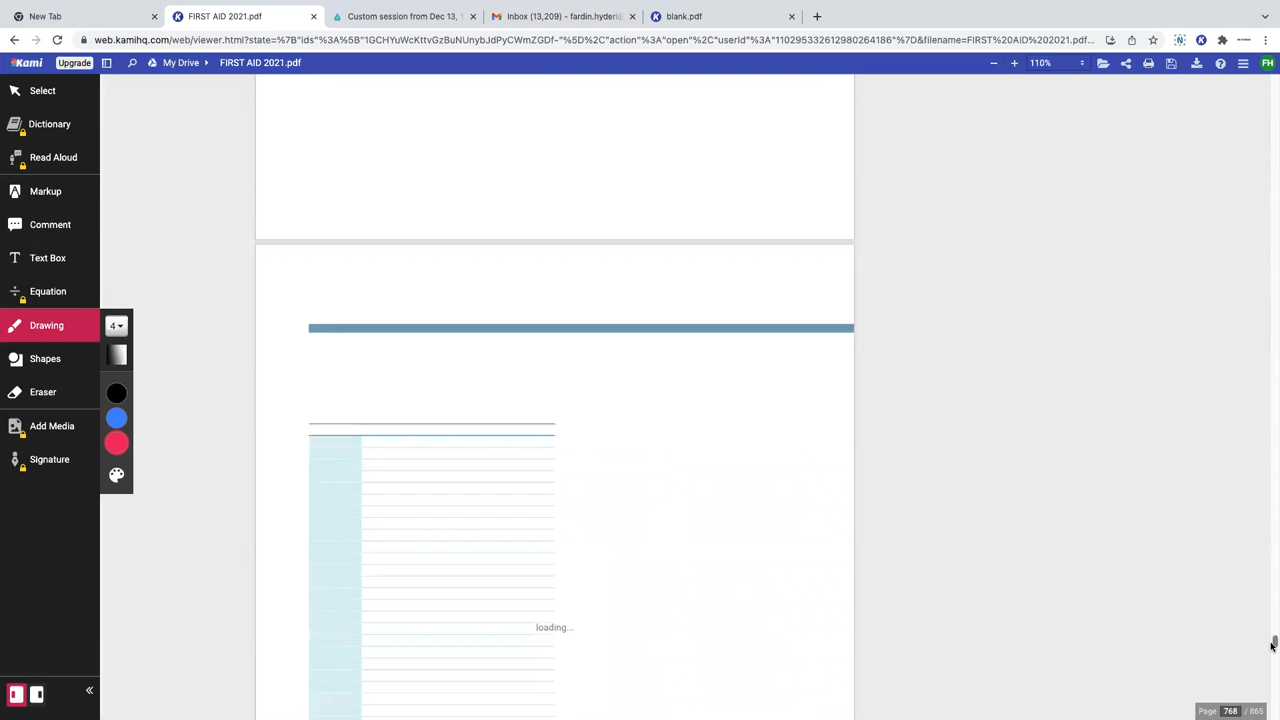 New Tab
FIRST AID 2021.pdf
Custom session from Dec 13, 
Inbox (13,209) - fardin.hyder@
blank.pdf
web.kamihq.com/web/viewer.html?state=%7B"ids"%3A%5B"1GCHYuWcKttvGzBuNUnybJdPyCWmZGDf-"%5D%2C"action"%3A"open"%2C"userId"%3A"110295332612980264186"%7D&filename=FIRST%20AID%202021.pdf...
Kami
Upgrade
My Drive
FIRST AID 2021.pdf
110%
FH
Select
Dictionary
Read Aloud
Markup
Comment
Text Box
Equation
Drawing
4
Shapes
Eraser
Add Media
Signature
loading...
Page 768 / 865